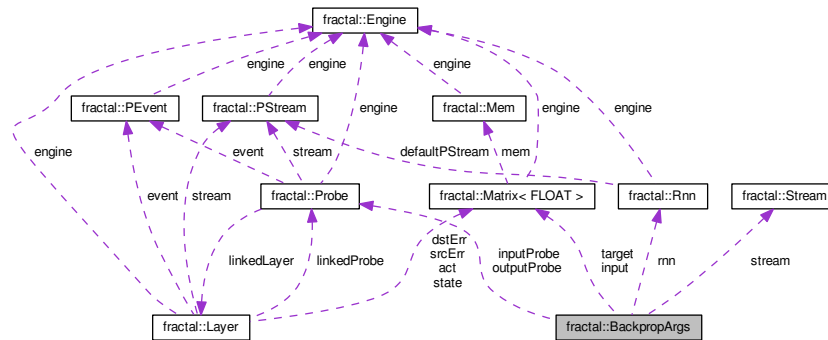 fractal::Engine
engine
engine
engine
fractal::PEvent
fractal::PStream
fractal::Mem
engine
engine
engine
engine
event
stream
defaultPStream
mem
event
stream
fractal::Probe
fractal::Matrix< FLOAT >
fractal::Rnn
fractal::Stream
linkedLayer
linkedProbe
dstErr
srcErr
act
state
inputProbe
outputProbe
target
input
rnn
stream
fractal::Layer
fractal::BackpropArgs